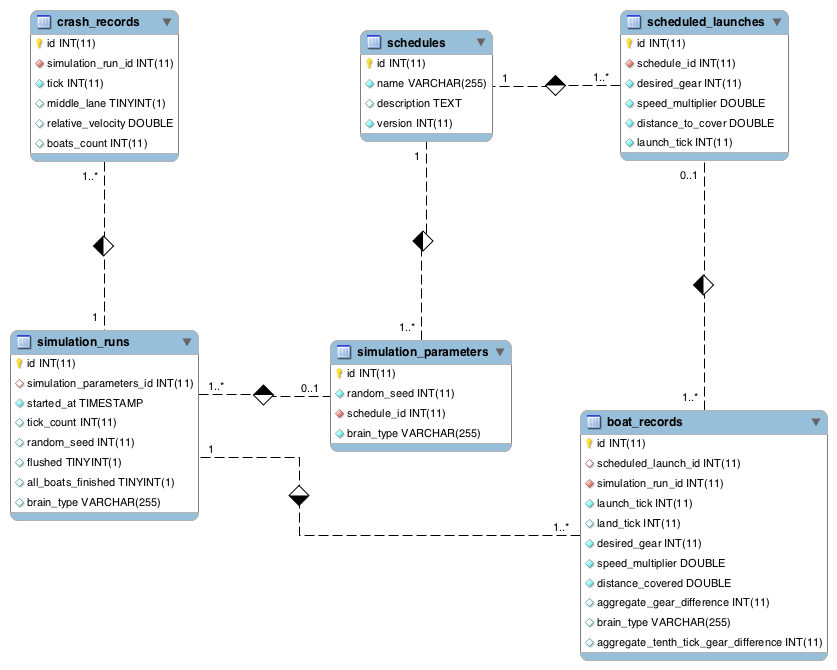 crash_records
id INT(11)
simulation_run_id INT(11)
tick INT(11)
middle_lane TINYINT(1)
relative_velocity DOUBLE
boats_count INT(11)
schedules
id INT(11)
name VARCHAR(255)
description TEXT
version INT(11)
scheduled_launches
id INT(11)
schedule_id INT(11)
desired_gear INT(11)
speed_multiplier DOUBLE
distance_to_cover DOUBLE
launch_tick INT(11)
1
1..*
1..*
1
1
1..*
0..1
1..*
simulation_runs
id INT(11)
simulation_parameters_id INT(11)
started_at TIMESTAMP
tick_count INT(11)
random_seed INT(11)
flushed TINYINT(1)
all_boats_finished TINYINT(1)
brain_type VARCHAR(255)
1..*
0..1
simulation_parameters
id INT(11)
random_seed INT(11)
schedule_id INT(11)
brain_type VARCHAR(255)
1
1..*
boat_records
id INT(11)
scheduled_launch_id INT(11)
simulation_run_id INT(11)
launch_tick INT(11)
land_tick INT(11)
desired_gear INT(11)
speed_multiplier DOUBLE
distance_covered DOUBLE
aggregate_gear_difference INT(11)
brain_type VARCHAR(255)
aggregate_tenth_tick_gear_difference INT(11)